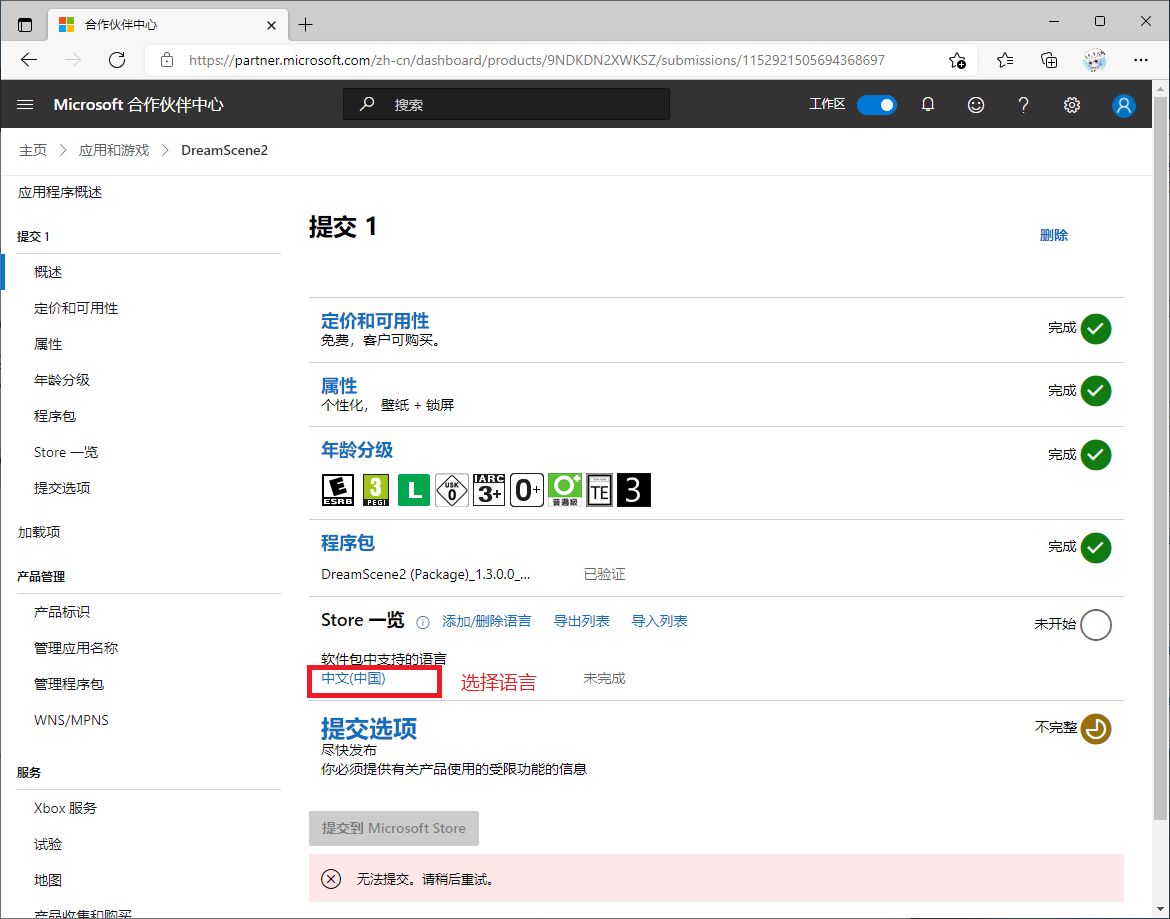 合作伙伴中心
https://partner.microsoft.com/zh-cn/dashboard/products/9NDKDN2XWKSZ/submissions/1152921505694368697
Microsoft 合作伙伴中心
搜索
工作区
主页 > 应用和游戏 > DreamScene2
应用程序概述
提交 1
概述
定价和可用性
属性
年龄分级
程序包
Store 一览
提交选项
加载项
产品管理
产品标识
管理应用名称
管理程序包
WNS/MPNS
服务
Xbox 服务
试验
地图
产品收集和购买
提交 1
删除
定价和可用性
免费，客户可购买。
完成
属性
个性化， 壁纸 + 锁屏
完成
年龄分级
完成
E ESRB
3 PEGI
L
USK 0
IARC 3+
0+
普遍級
TE
3
程序包
完成
DreamScene2 (Package)_1.3.0.0_... 已验证
Store 一览 添加/删除语言 导出列表 导入列表
未开始
软件包中支持的语言
中文(中国) 选择语言 未完成
提交选项
不完整
尽快发布
你必须提供有关产品使用的受限功能的信息
提交到 Microsoft Store
无法提交。请稍后重试。